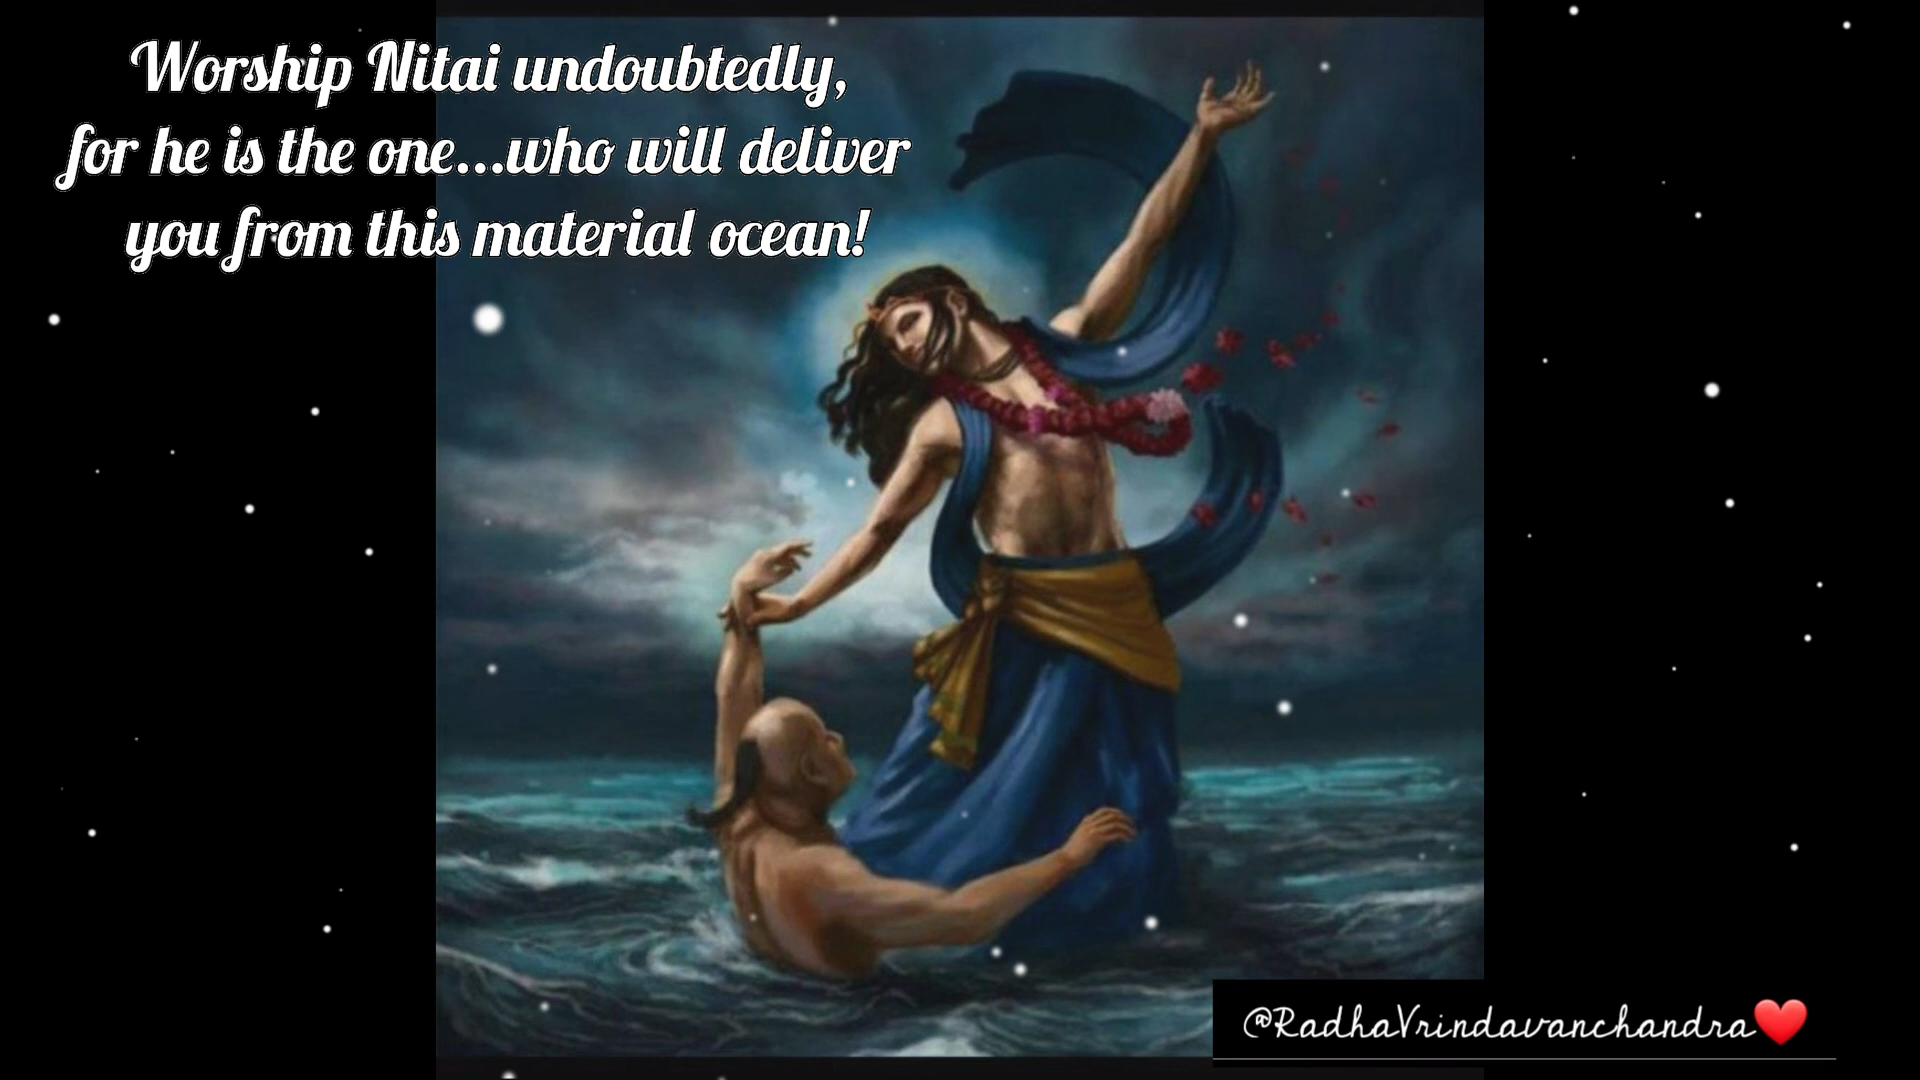 Worship Nitai undoubtedly,
for he is the one...who will deliver
you from this material ocean!
@RadhaVrindavanchandra❤️